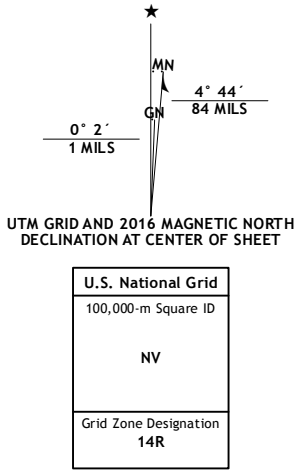 ★
MN
GN
4° 44´
84 MILS
0° 2´
1 MILS
UTM GRID AND 2016 MAGNETIC NORTH
DECLINATION AT CENTER OF SHEET
U.S. National Grid
100,000-m Square ID
NV
Grid Zone Designation
14R